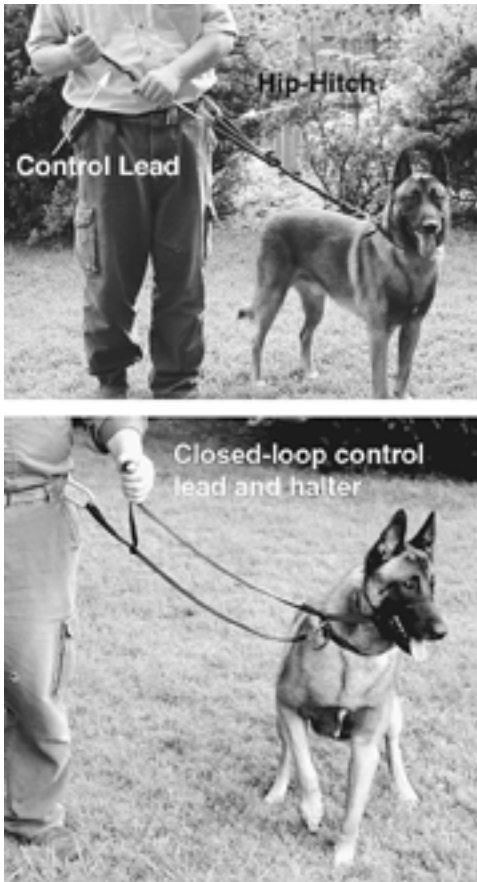 Hip-Hitch
Control Lead
Closed-loop control
lead and halter